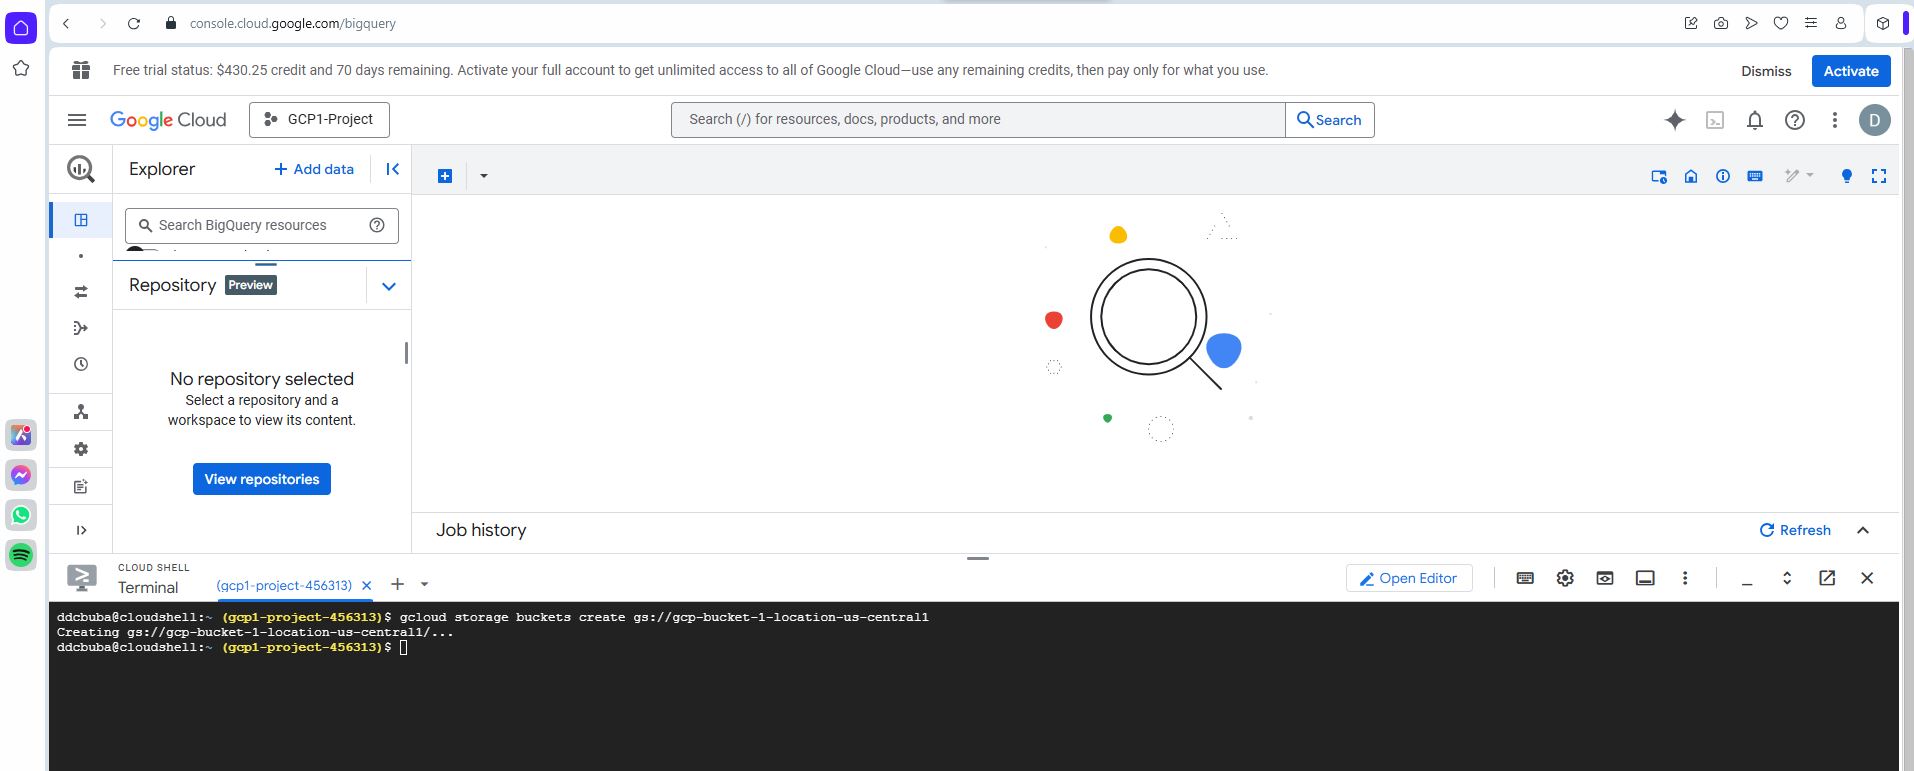 console.cloud.google.com/bigquery
Free trial status: $430.25 credit and 70 days remaining. Activate your full account to get unlimited access to all of Google Cloud—use any remaining credits, then pay only for what you use.
Dismiss
Activate
Google Cloud
GCP1-Project
Search (/) for resources, docs, products, and more
Search
D
Explorer
+ Add data
Search BigQuery resources
Repository
Preview
No repository selected
Select a repository and a
workspace to view its content.
View repositories
Job history
Refresh
CLOUD SHELL
Terminal
(gcp1-project-456313)
Open Editor
ddcbuba@cloudshell:~ (gcp1-project-456313)$ gcloud storage buckets create gs://gcp-bucket-1-location-us-central1
Creating gs://gcp-bucket-1-location-us-central1/...
ddcbuba@cloudshell:~ (gcp1-project-456313)$